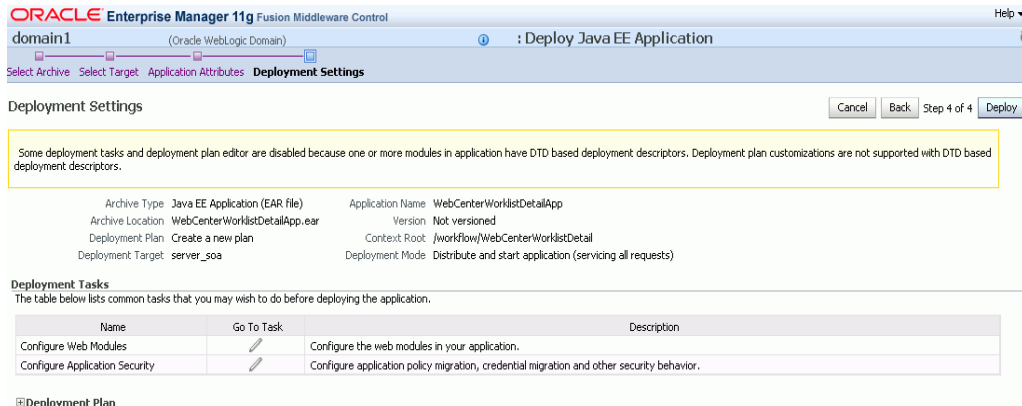 ORACLE Enterprise Manager 11g Fusion Middleware Control
Help
domain1 (Oracle WebLogic Domain) : Deploy Java EE Application
Select Archive Select Target Application Attributes Deployment Settings
Deployment Settings Cancel Back Step 4 of 4 Deploy
Some deployment tasks and deployment plan editor are disabled because one or more modules in application have DTD based deployment descriptors. Deployment plan customizations are not supported with DTD based
deployment descriptors.
Archive Type Java EE Application (EAR file) Application Name WebCenterWorklistDetailApp
Archive Location WebCenterWorklistDetailApp.ear Version Not versioned
Deployment Plan Create a new plan Context Root /workflow/WebCenterWorklistDetail
Deployment Target server_soa Deployment Mode Distribute and start application (servicing all requests)
Deployment Tasks
The table below lists common tasks that you may wish to do before deploying the application.
Name Go To Task Description
Configure Web Modules Configure the web modules in your application.
Configure Application Security Configure application policy migration, credential migration and other security behavior.
Deployment Plan